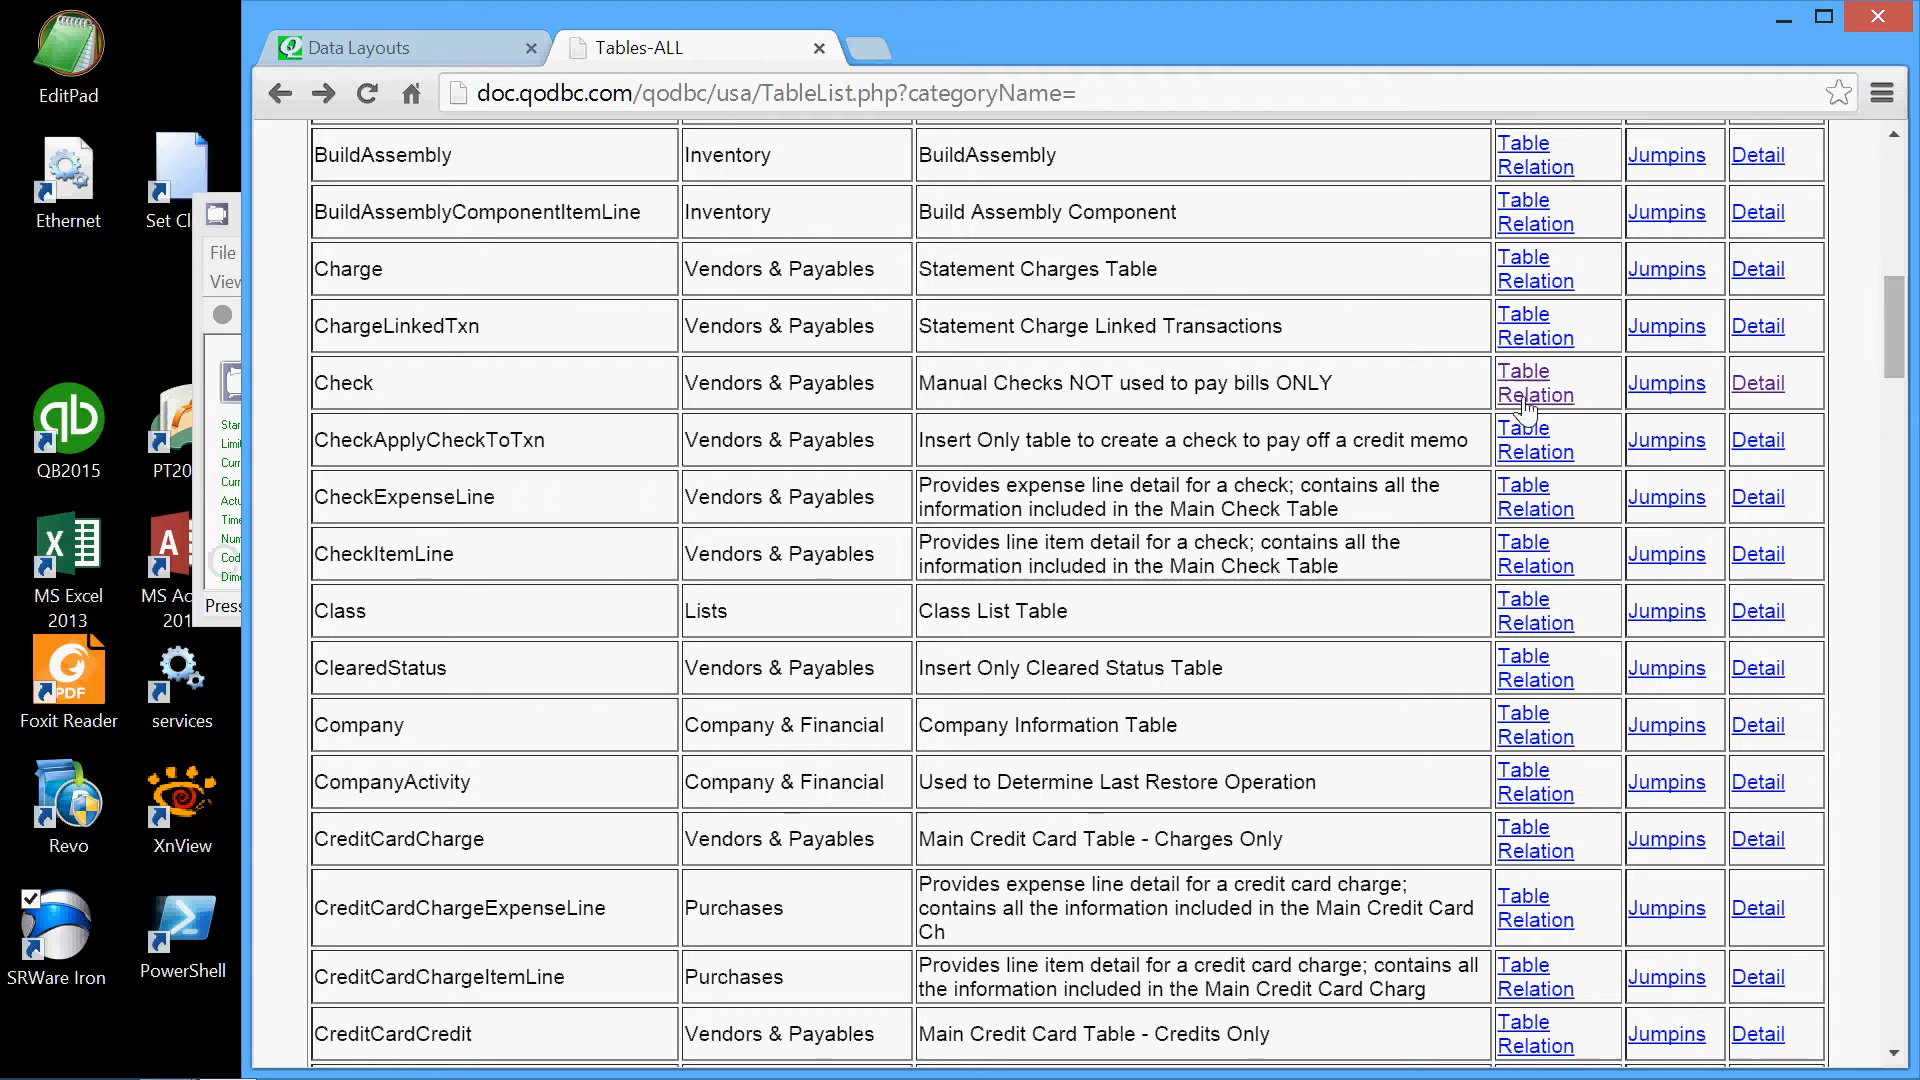 Data Layouts
Tables-ALL
doc.qodbc.com/qodbc/usa/TableList.php?categoryName=
EditPad
Ethernet
Set Cl
File
View
Star
Limi
Curr
Curr
Actu
Time
Num
Cod
Dime
Press
QB2015
PT20
MS Excel
2013
MS Ac
201
PDF
Foxit Reader
services
Revo
XnView
SRWare Iron
PowerShell
BuildAssembly Inventory BuildAssembly Table
Relation Jumpins Detail
BuildAssemblyComponentItemLine Inventory Build Assembly Component Table
Relation Jumpins Detail
Charge Vendors & Payables Statement Charges Table Table
Relation Jumpins Detail
ChargeLinkedTxn Vendors & Payables Statement Charge Linked Transactions Table
Relation Jumpins Detail
Check Vendors & Payables Manual Checks NOT used to pay bills ONLY Table
Relation Jumpins Detail
CheckApplyCheckToTxn Vendors & Payables Insert Only table to create a check to pay off a credit memo Table
Relation Jumpins Detail
CheckExpenseLine Vendors & Payables Provides expense line detail for a check; contains all the
information included in the Main Check Table Table
Relation Jumpins Detail
CheckItemLine Vendors & Payables Provides line item detail for a check; contains all the
information included in the Main Check Table Table
Relation Jumpins Detail
Class Lists Class List Table Table
Relation Jumpins Detail
ClearedStatus Vendors & Payables Insert Only Cleared Status Table Table
Relation Jumpins Detail
Company Company & Financial Company Information Table Table
Relation Jumpins Detail
CompanyActivity Company & Financial Used to Determine Last Restore Operation Table
Relation Jumpins Detail
CreditCardCharge Vendors & Payables Main Credit Card Table - Charges Only Table
Relation Jumpins Detail
CreditCardChargeExpenseLine Purchases Provides expense line detail for a credit card charge;
contains all the information included in the Main Credit Card
Ch Table
Relation Jumpins Detail
CreditCardChargeItemLine Purchases Provides line item detail for a credit card charge; contains all
the information included in the Main Credit Card Charg Table
Relation Jumpins Detail
CreditCardCredit Vendors & Payables Main Credit Card Table - Credits Only Table
Relation Jumpins Detail